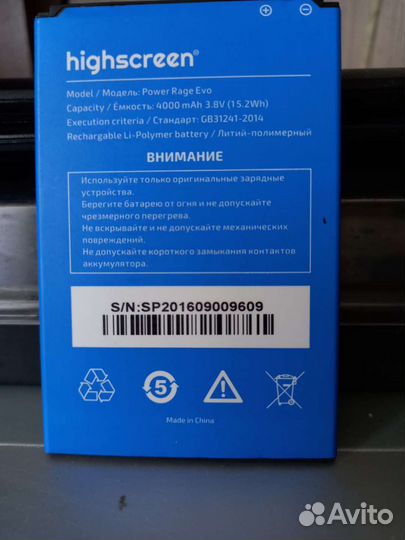 highscreen®
Model / Модель: Power Rage Evo
Capacity / Ёмкость: 4000 mAh 3.8V (15.2Wh)
Execution criteria / Стандарт: GB31241-2014
Rechargable Li-Polymer battery / Литий-полимерный
ВНИМАНИЕ
Используйте только оригинальные зарядные
устройства.
Берегите батарею от огня и не допускайте
чрезмерного перегрева.
Не вскрывайте и не допускайте механических
повреждений.
Не допускайте короткого замыкания контактов
аккумулятора.
S/N:SP201609009609
5
Made in China
Avito